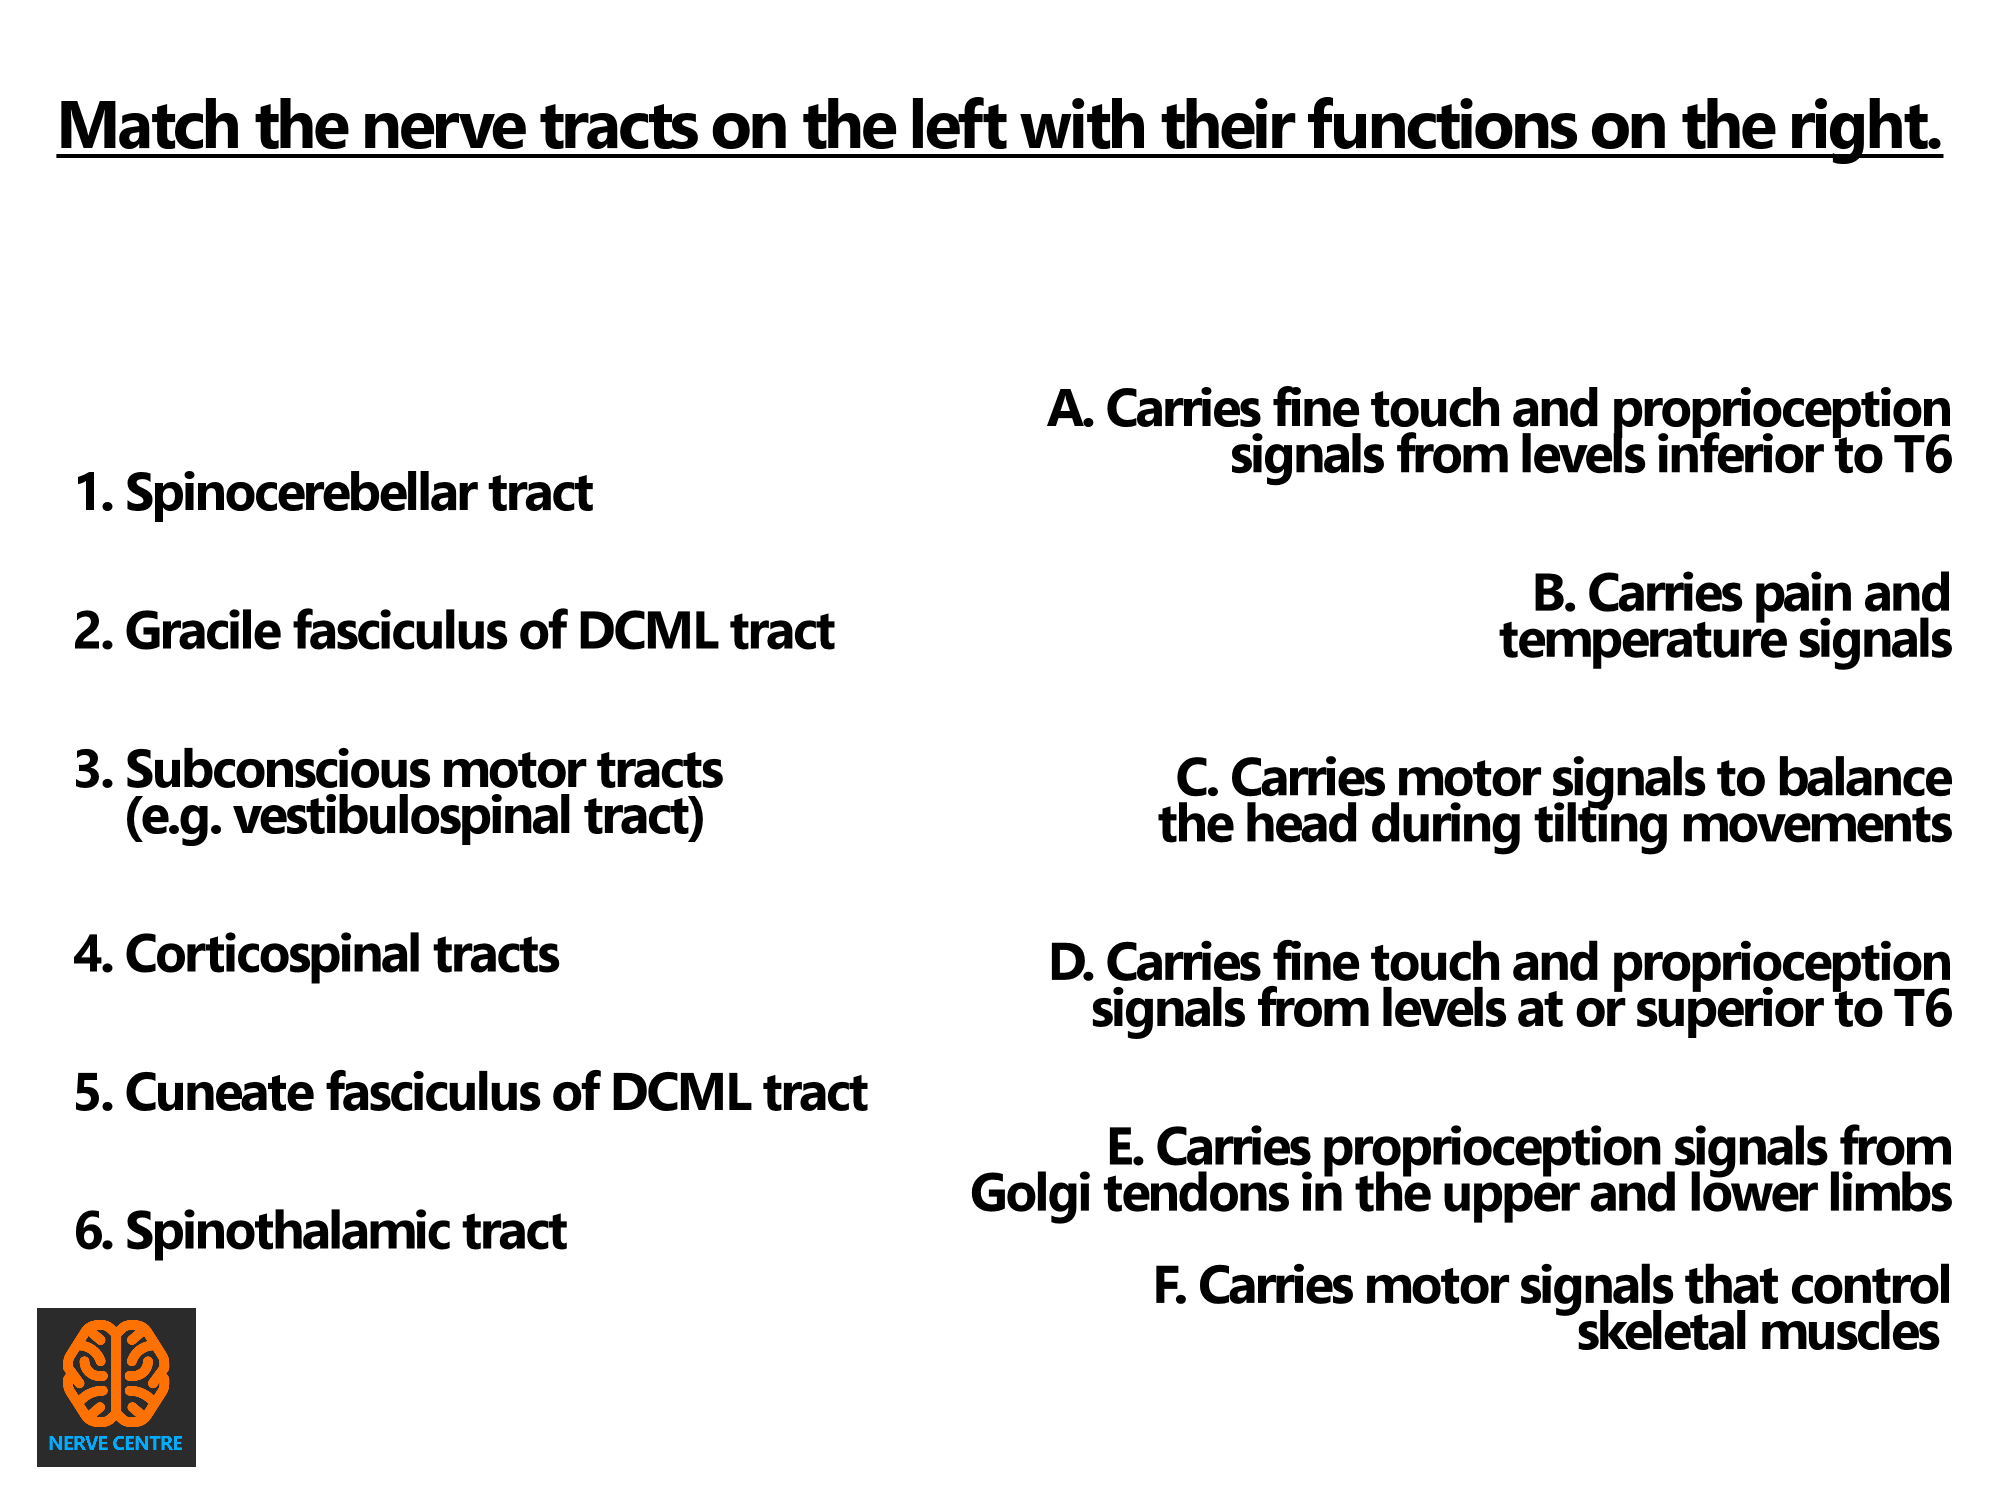 Match the nerve tracts on the left with their functions on the right.
1. Spinocerebellar tract
2. Gracile fasciculus of DCML tract
3. Subconscious motor tracts
(e.g. vestibulospinal tract)
4. Corticospinal tracts
5. Cuneate fasciculus of DCML tract
6. Spinothalamic tract
A. Carries fine touch and proprioception
signals from levels inferior to T6
B. Carries pain and
temperature signals
C. Carries motor signals to balance
the head during tilting movements
D. Carries fine touch and proprioception
signals from levels at or superior to T6
E. Carries proprioception signals from
Golgi tendons in the upper and lower limbs
F. Carries motor signals that control
skeletal muscles
NERVE CENTRE